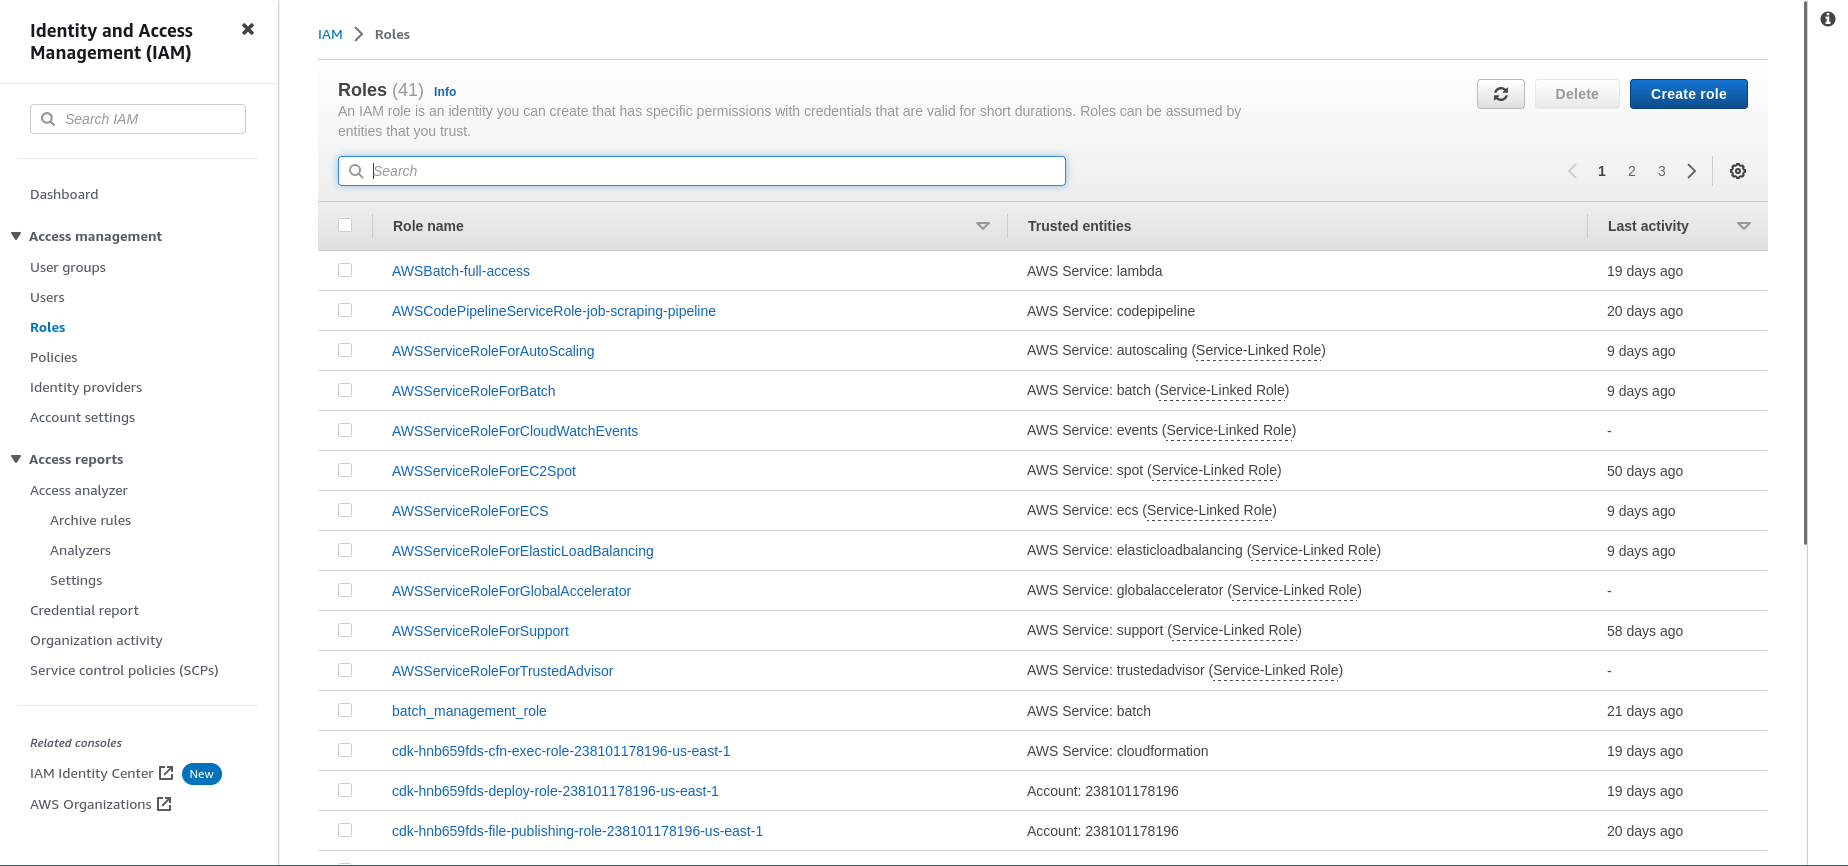 Identity and Access
Management (IAM)
Search IAM
Dashboard
Access management
User groups
Users
Roles
Policies
Identity providers
Account settings
Access reports
Access analyzer
Archive rules
Analyzers
Settings
Credential report
Organization activity
Service control policies (SCPs)
Related consoles
IAM Identity Center New
AWS Organizations
IAM > Roles
Roles (41) Info
An IAM role is an identity you can create that has specific permissions with credentials that are valid for short durations. Roles can be assumed by
entities that you trust.
Delete
Create role
Search
1 2 3
Role name Trusted entities Last activity
AWSBatch-full-access AWS Service: lambda 19 days ago
AWSCodePipelineServiceRole-job-scraping-pipeline AWS Service: codepipeline 20 days ago
AWSServiceRoleForAutoScaling AWS Service: autoscaling (Service-Linked Role) 9 days ago
AWSServiceRoleForBatch AWS Service: batch (Service-Linked Role) 9 days ago
AWSServiceRoleForCloudWatchEvents AWS Service: events (Service-Linked Role) -
AWSServiceRoleForEC2Spot AWS Service: spot (Service-Linked Role) 50 days ago
AWSServiceRoleForECS AWS Service: ecs (Service-Linked Role) 9 days ago
AWSServiceRoleForElasticLoadBalancing AWS Service: elasticloadbalancing (Service-Linked Role) 9 days ago
AWSServiceRoleForGlobalAccelerator AWS Service: globalaccelerator (Service-Linked Role) -
AWSServiceRoleForSupport AWS Service: support (Service-Linked Role) 58 days ago
AWSServiceRoleForTrustedAdvisor AWS Service: trustedadvisor (Service-Linked Role) -
batch_management_role AWS Service: batch 21 days ago
cdk-hnb659fds-cfn-exec-role-238101178196-us-east-1 AWS Service: cloudformation 19 days ago
cdk-hnb659fds-deploy-role-238101178196-us-east-1 Account: 238101178196 19 days ago
cdk-hnb659fds-file-publishing-role-238101178196-us-east-1 Account: 238101178196 20 days ago